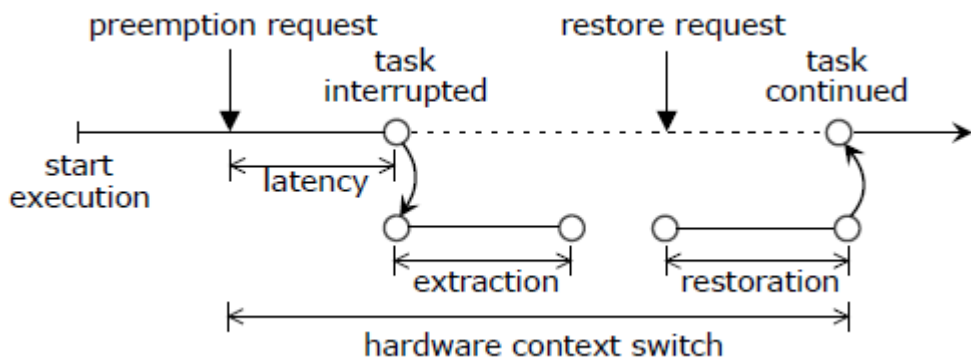 preemption request
restore request
task
interrupted
task
continued
start
execution
latency
extraction
restoration
hardware context switch